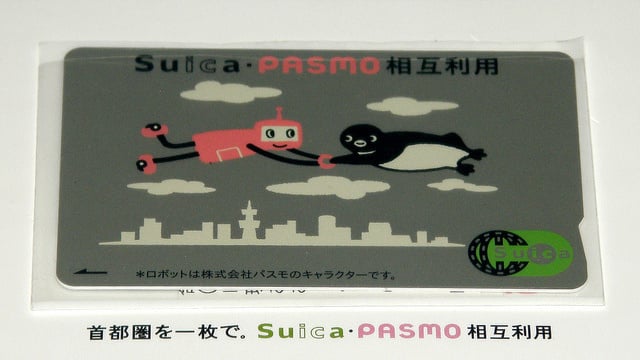 Suica・PASMO相互利用
Suica
*ロボットは株式会社パスモのキャラクターです。
首都圏を一枚で。Suica・PASMO相互利用